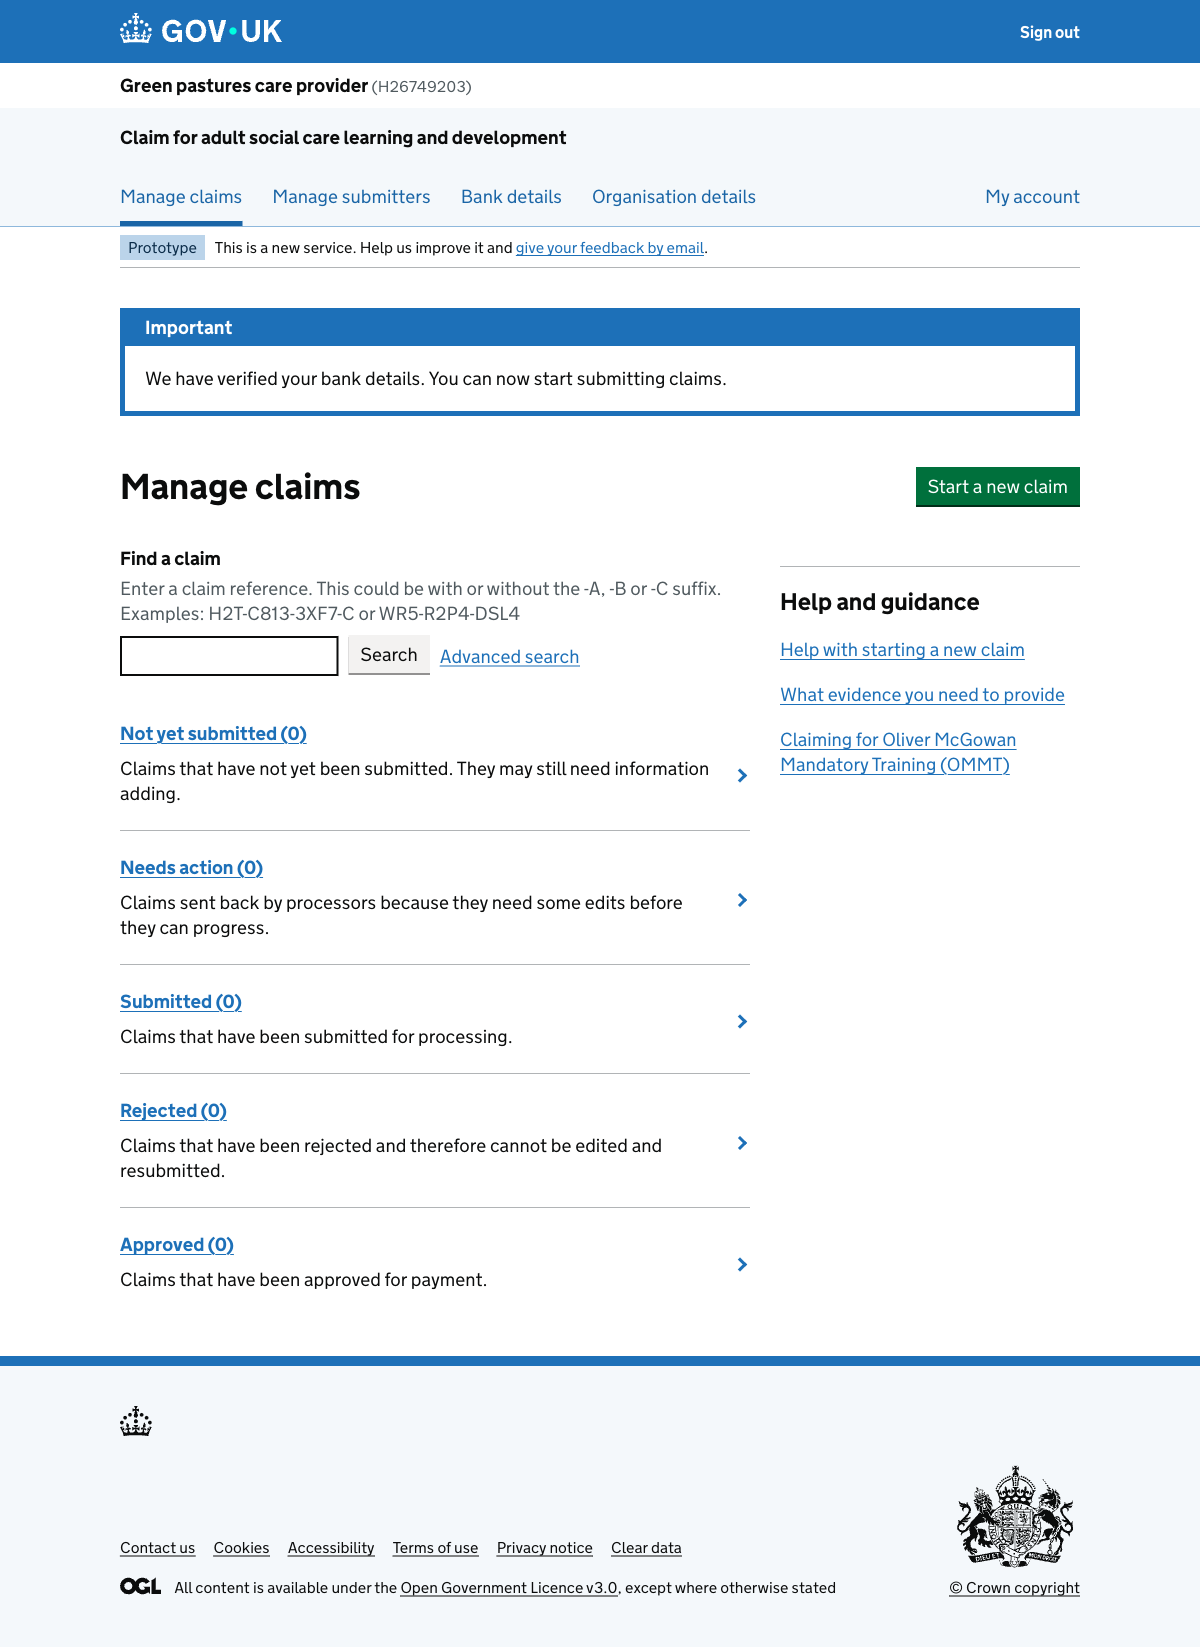 GOV·UK
Sign out
Green pastures care provider (H26749203)
Claim for adult social care learning and development
Manage claims Manage submitters Bank details Organisation details My account
Prototype This is a new service. Help us improve it and give your feedback by email.
Important
We have verified your bank details. You can now start submitting claims.
Manage claims
Start a new claim
Find a claim
Enter a claim reference. This could be with or without the -A, -B or -C suffix.
Examples: H2T-C813-3XF7-C or WR5-R2P4-DSL4
Search Advanced search
Not yet submitted (0)
Claims that have not yet been submitted. They may still need information
adding.
Needs action (0)
Claims sent back by processors because they need some edits before
they can progress.
Submitted (0)
Claims that have been submitted for processing.
Rejected (0)
Claims that have been rejected and therefore cannot be edited and
resubmitted.
Approved (0)
Claims that have been approved for payment.
Help and guidance
Help with starting a new claim
What evidence you need to provide
Claiming for Oliver McGowan
Mandatory Training (OMMT)
Contact us Cookies Accessibility Terms of use Privacy notice Clear data
OGL All content is available under the Open Government Licence v3.0, except where otherwise stated
© Crown copyright